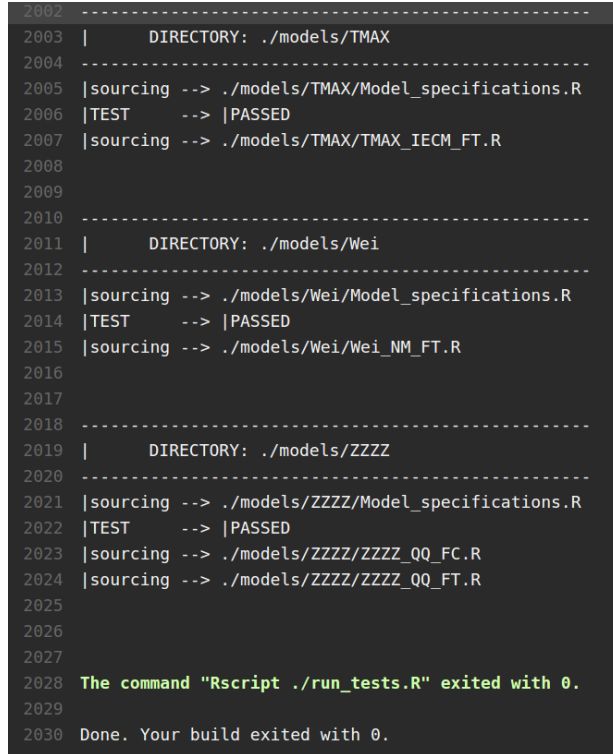 2002 ---------------------------------------------------
2003 |      DIRECTORY: ./models/TMAX
2004 ---------------------------------------------------
2005 |sourcing --> ./models/TMAX/Model_specifications.R
2006 |TEST     --> |PASSED
2007 |sourcing --> ./models/TMAX/TMAX_IECM_FT.R
2008
2009
2010 ---------------------------------------------------
2011 |      DIRECTORY: ./models/Wei
2012 ---------------------------------------------------
2013 |sourcing --> ./models/Wei/Model_specifications.R
2014 |TEST     --> |PASSED
2015 |sourcing --> ./models/Wei/Wei_NM_FT.R
2016
2017
2018 ---------------------------------------------------
2019 |      DIRECTORY: ./models/ZZZZ
2020 ---------------------------------------------------
2021 |sourcing --> ./models/ZZZZ/Model_specifications.R
2022 |TEST     --> |PASSED
2023 |sourcing --> ./models/ZZZZ/ZZZZ_QQ_FC.R
2024 |sourcing --> ./models/ZZZZ/ZZZZ_QQ_FT.R
2025
2026
2027
2028 The command "Rscript ./run_tests.R" exited with 0.
2029
2030 Done. Your build exited with 0.